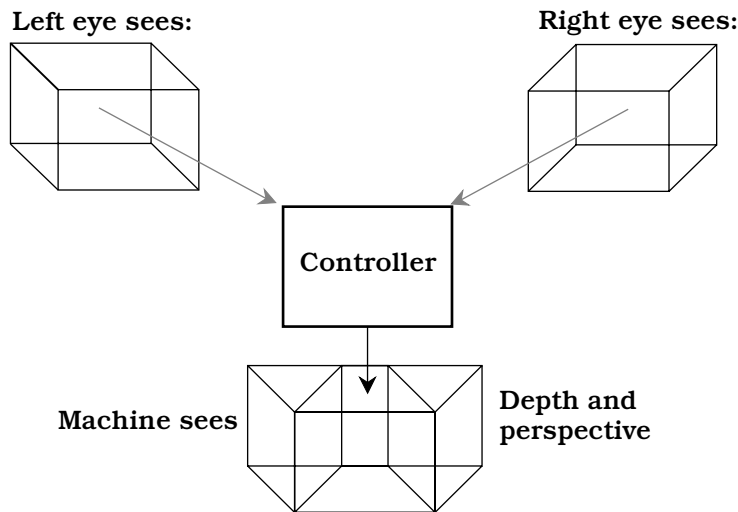 Left eye sees:
Right eye sees:
Controller
Machine sees
Depth and
perspective